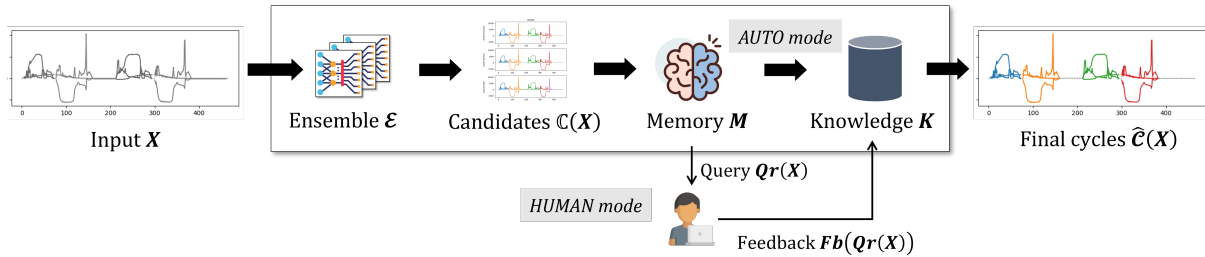 0 100 200 300 400
Input X
Ensemble ℰ
Candidates ℂ(X)
Memory M
AUTO mode
Knowledge K
0 100 200 300 400
Final cycles Ĉ(X)
Query Qr(X)
HUMAN mode
Feedback Fb(Qr(X))